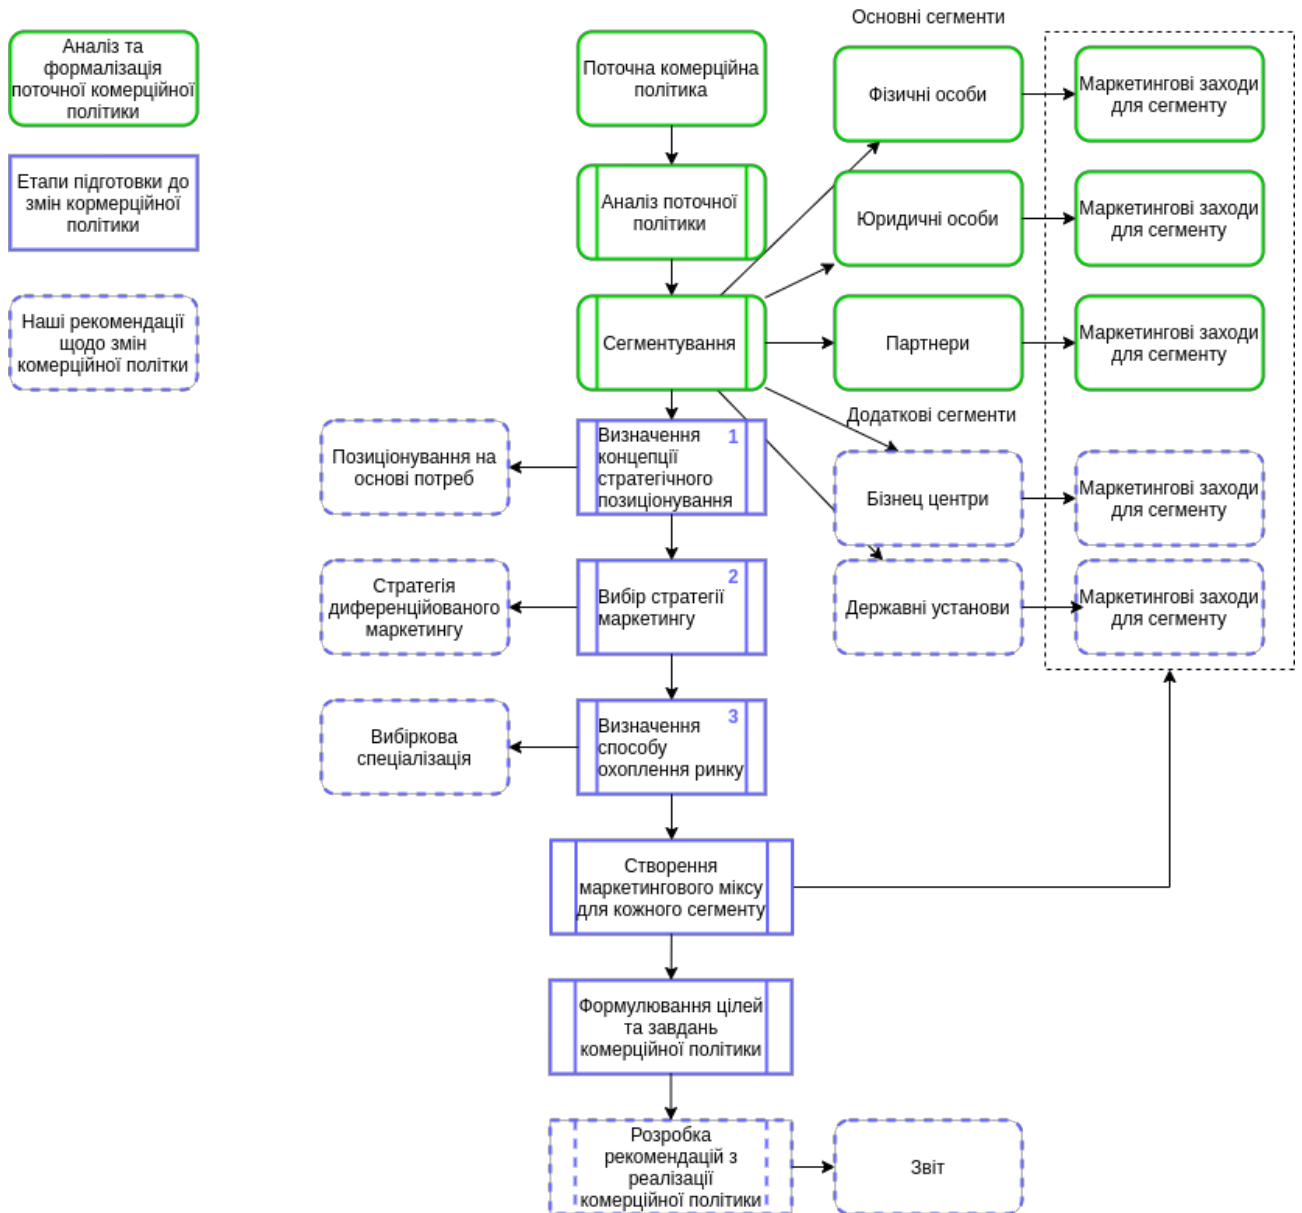 Аналіз та
формалізація
поточної комерційної
політики
Етапи підготовки до
змін кормерційної
політики
Наші рекомендації
щодо змін
комерційної політки
Поточна комерційна
політика
Аналіз поточної
політики
Сегментування
Основні сегменти
Фізичні особи
Маркетингові заходи
для сегменту
Юридичні особи
Маркетингові заходи
для сегменту
Партнери
Маркетингові заходи
для сегменту
Додаткові сегменти
Бізнец центри
Маркетингові заходи
для сегменту
Державні установи
Маркетингові заходи
для сегменту
1
Визначення
концепції
стратегічного
позиціонування
Позиціонування на
основі потреб
2
Вибір стратегії
маркетингу
Стратегія
диференційованого
маркетингу
3
Визначення
способу
охоплення ринку
Вибіркова
спеціалізація
Створення
маркетингового міксу
для кожного сегменту
Формулювання цілей
та завдань
комерційної політики
Розробка
рекомендацій з
реалізації
комерційної політики
Звіт